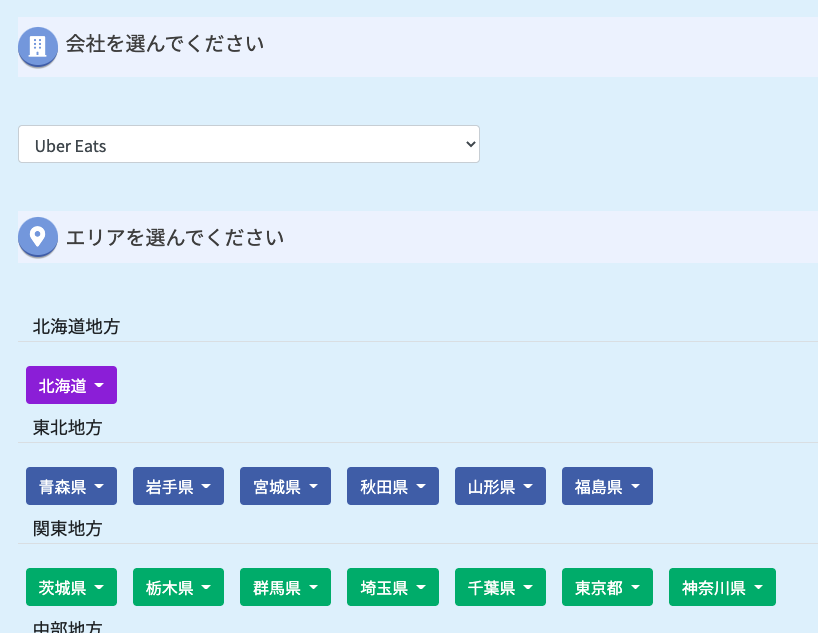 会社を選んでください
Uber Eats
エリアを選んでください
北海道地方
北海道
東北地方
青森県 岩手県 宮城県 秋田県 山形県 福島県
関東地方
茨城県 栃木県 群馬県 埼玉県 千葉県 東京都 神奈川県
中部地方